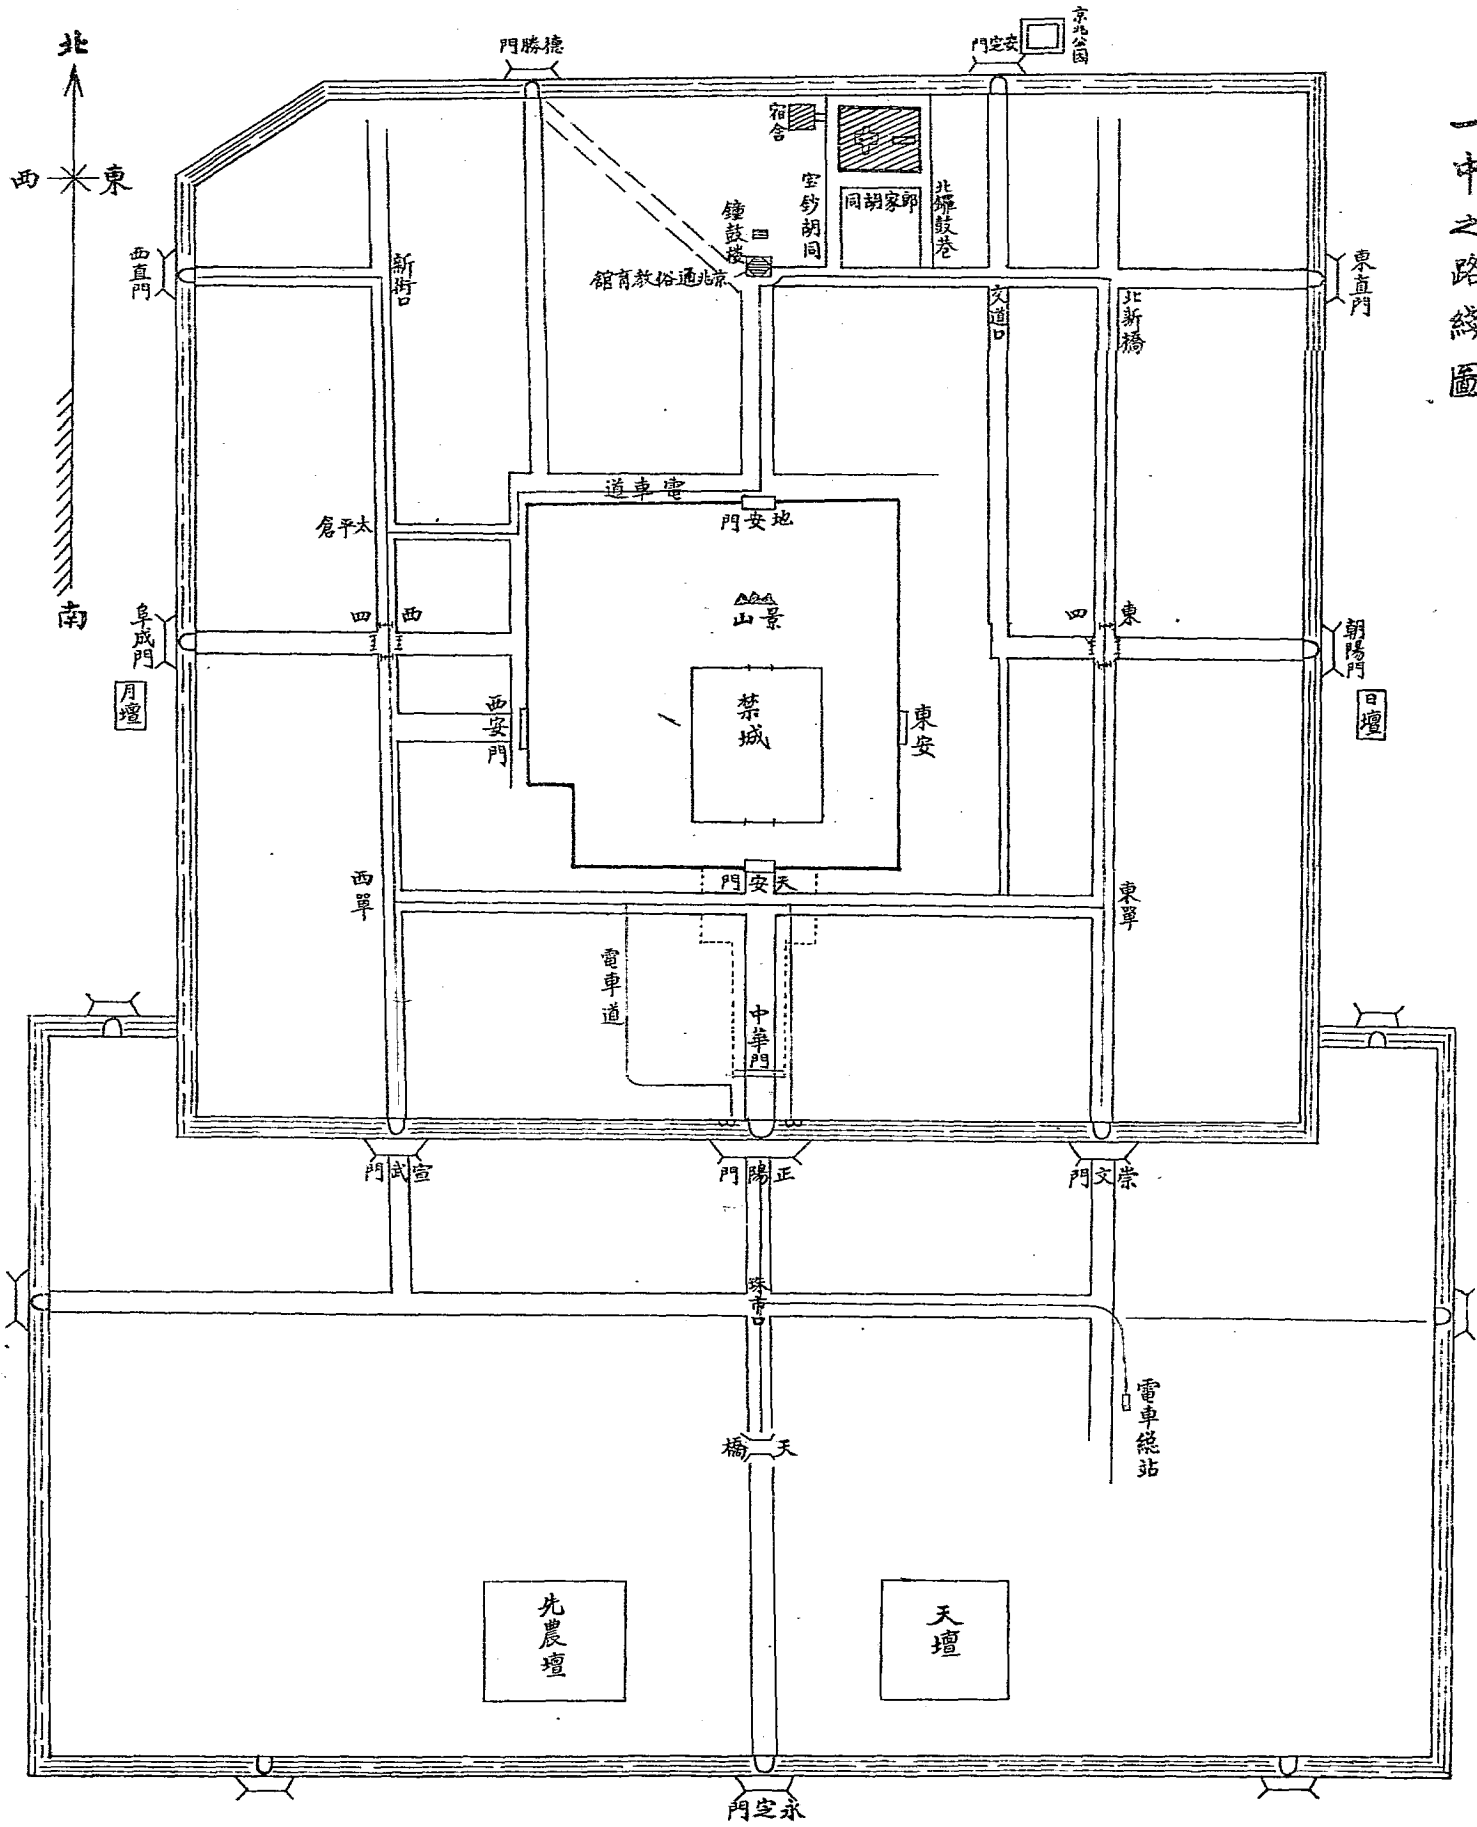 一中之路綫圖
北
西
東
南
德勝門
安定門
京兆公園
宿舍
宝鈔胡同
郎家胡同
北鑼鼓巷
鐘鼓楼
京兆通俗教育館
西直門
新街口
交道口
北新橋
東直門
電車道
地安門
太平倉
景山
禁城
西四
東四
阜成門
月壇
朝陽門
日壇
西安門
東安
天安門
西單
東單
電車道
中華門
宣武門
正陽門
崇文門
珠市口
天橋
電車総站
先農壇
天壇
永定門